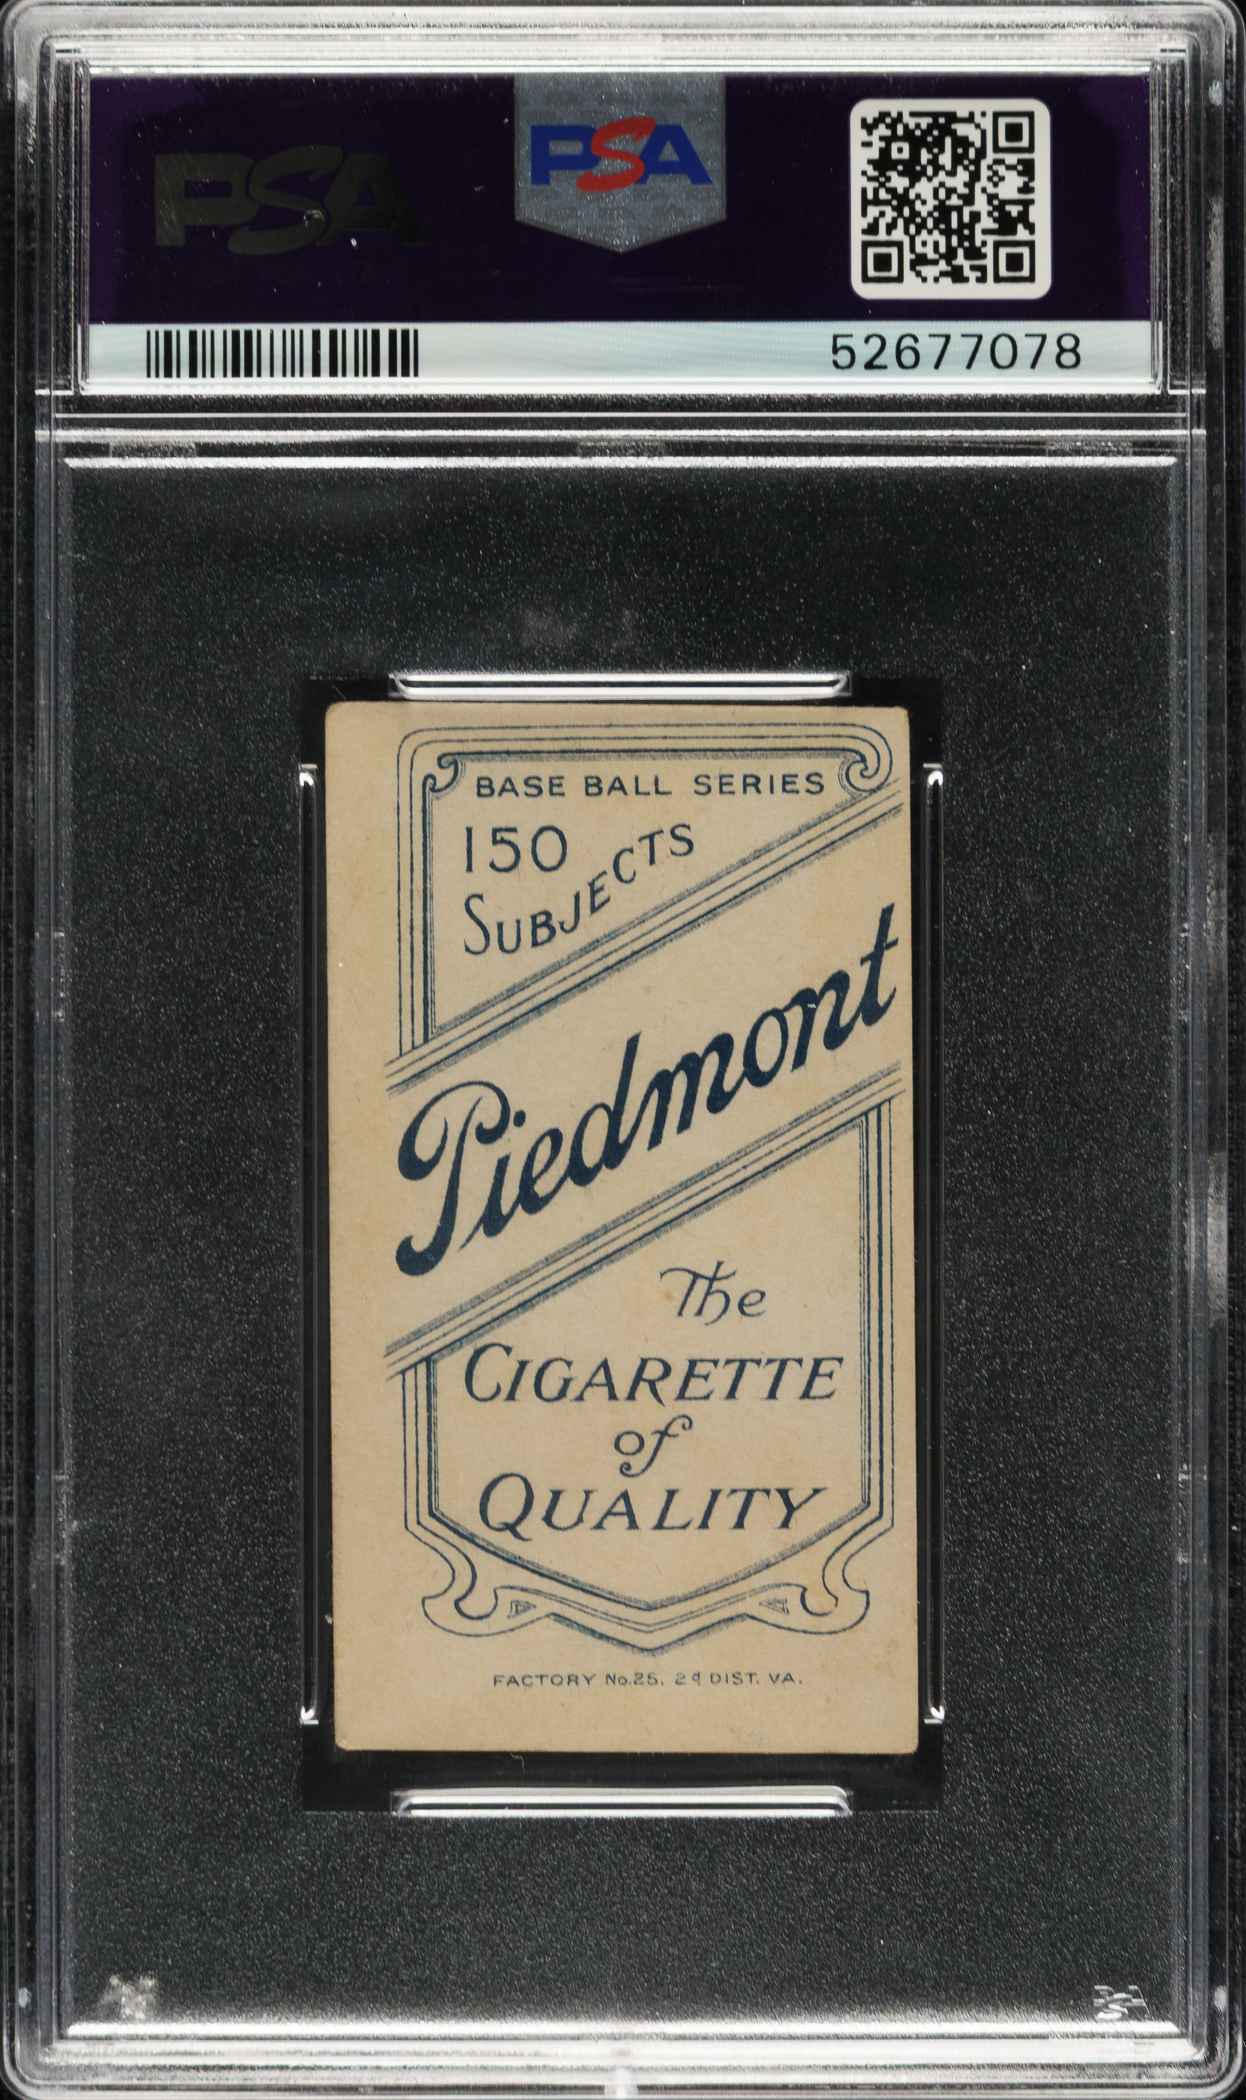 PSA PSA
52677078
BASE BALL SERIES
150
SUBJECTS
Piedmont
The
CIGARETTE
of
QUALITY
FACTORY No.25. 2d DIST. VA.